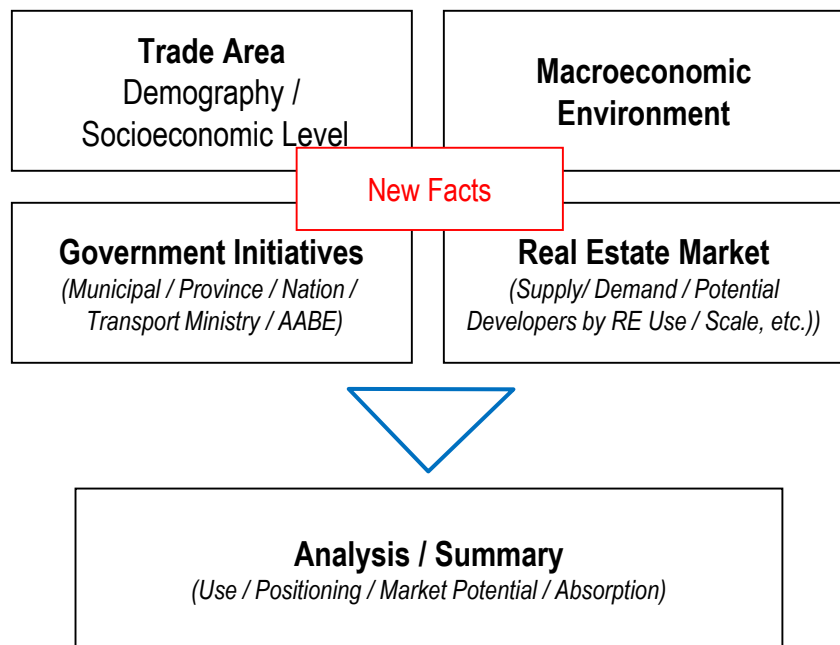 Trade Area
Demography /
Socioeconomic Level
Macroeconomic
Environment
New Facts
Government Initiatives
(Municipal / Province / Nation /
Transport Ministry / AABE)
Real Estate Market
(Supply/ Demand / Potential
Developers by RE Use / Scale, etc.))
Analysis / Summary
(Use / Positioning / Market Potential / Absorption)